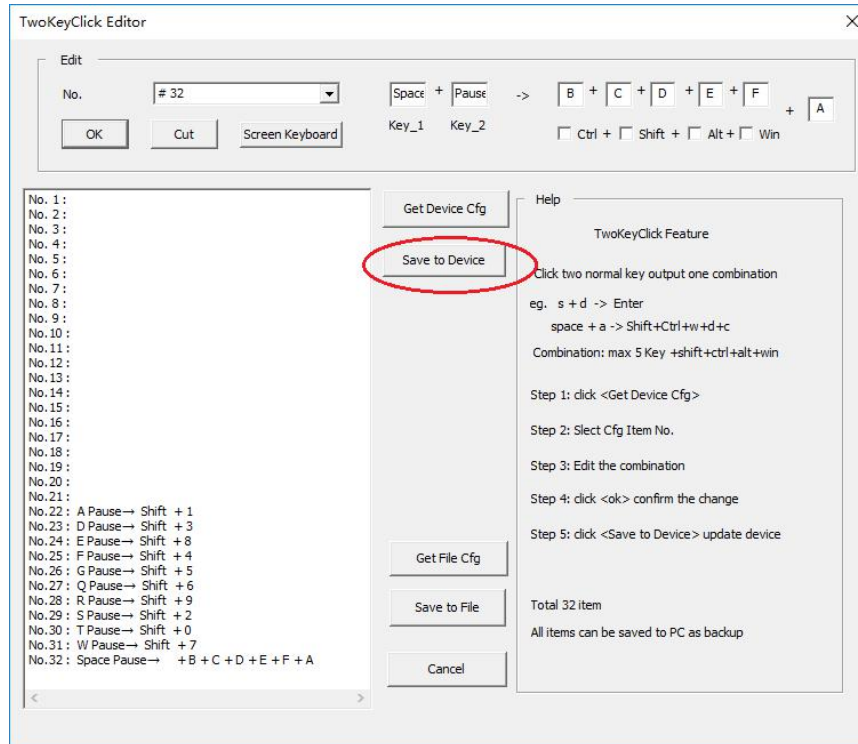 TwoKeyClick Editor
Edit
No.
# 32
Space + Pause -> B + C + D + E + F + A
Key_1 Key_2
OK
Cut
Screen Keyboard
Ctrl + Shift + Alt + Win
No. 1 :
No. 2 :
No. 3 :
No. 4 :
No. 5 :
No. 6 :
No. 7 :
No. 8 :
No. 9 :
No.10 :
No.11 :
No.12 :
No.13 :
No.14 :
No.15 :
No.16 :
No.17 :
No.18 :
No.19 :
No.20 :
No.21 :
No.22 : A Pause→ Shift + 1
No.23 : D Pause→ Shift + 3
No.24 : E Pause→ Shift + 8
No.25 : F Pause→ Shift + 4
No.26 : G Pause→ Shift + 5
No.27 : Q Pause→ Shift + 6
No.28 : R Pause→ Shift + 9
No.29 : S Pause→ Shift + 2
No.30 : T Pause→ Shift + 0
No.31 : W Pause→ Shift + 7
No.32 : Space Pause→ + B + C + D + E + F + A
Get Device Cfg
Save to Device
Get File Cfg
Save to File
Cancel
Help
TwoKeyClick Feature
Click two normal key output one combination
eg. s + d -> Enter
space + a -> Shift+Ctrl+w+d+c
Combination: max 5 Key +shift+ctrl+alt+win
Step 1: click <Get Device Cfg>
Step 2: Slect Cfg Item No.
Step 3: Edit the combination
Step 4: click <ok> confirm the change
Step 5: click <Save to Device> update device
Total 32 item
All items can be saved to PC as backup